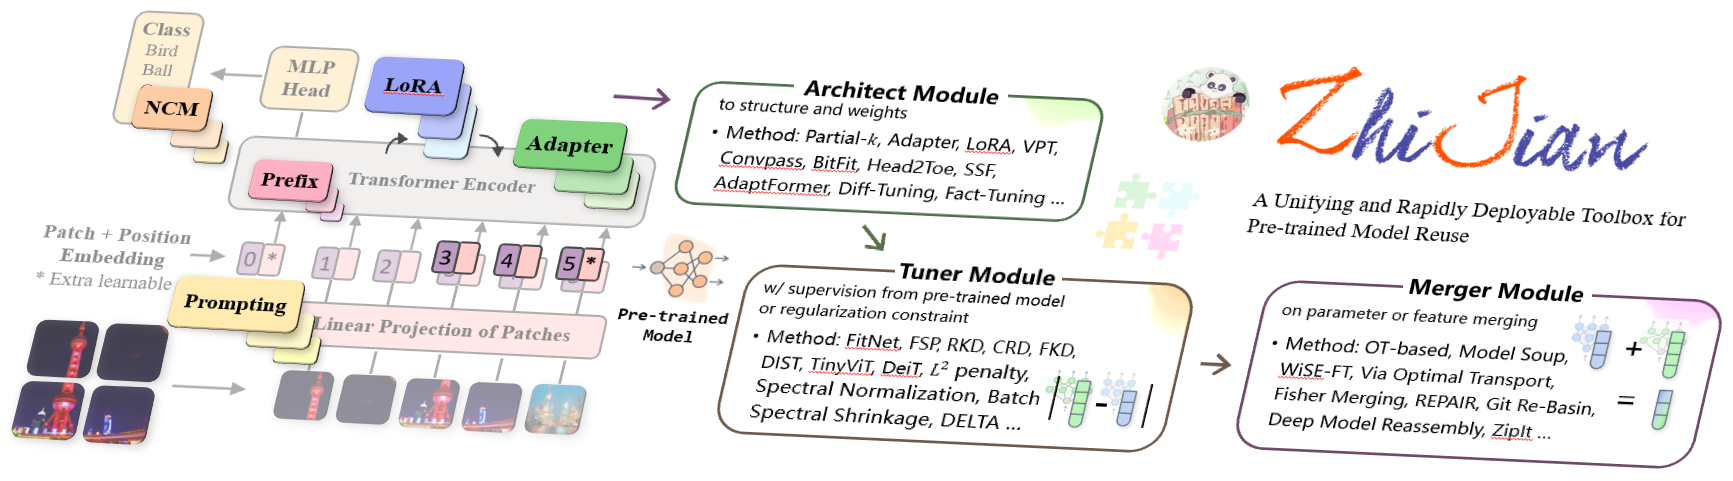 Class
Bird
Ball
NCM
MLP
Head
LoRA
Adapter
Prefix
Transformer Encoder
Patch + Position
Embedding
* Extra learnable
0 *
1
2
3
4
5 *
Prompting
Linear Projection of Patches
Pre-trained
Model
Architect Module
to structure and weights
• Method: Partial-k, Adapter, LoRA, VPT,
Convpass, BitFit, Head2Toe, SSF,
AdaptFormer, Diff-Tuning, Fact-Tuning ...
Tuner Module
w/ supervision from pre-trained model
or regularization constraint
• Method: FitNet, FSP, RKD, CRD, FKD,
DIST, TinyViT, DeiT, L² penalty,
Spectral Normalization, Batch
Spectral Shrinkage, DELTA ...
| - |
ZhiJian
A Unifying and Rapidly Deployable Toolbox for
Pre-trained Model Reuse
Merger Module
on parameter or feature merging
• Method: OT-based, Model Soup,
WiSE-FT, Via Optimal Transport,
Fisher Merging, REPAIR, Git Re-Basin,
Deep Model Reassembly, ZipIt ...
+
=